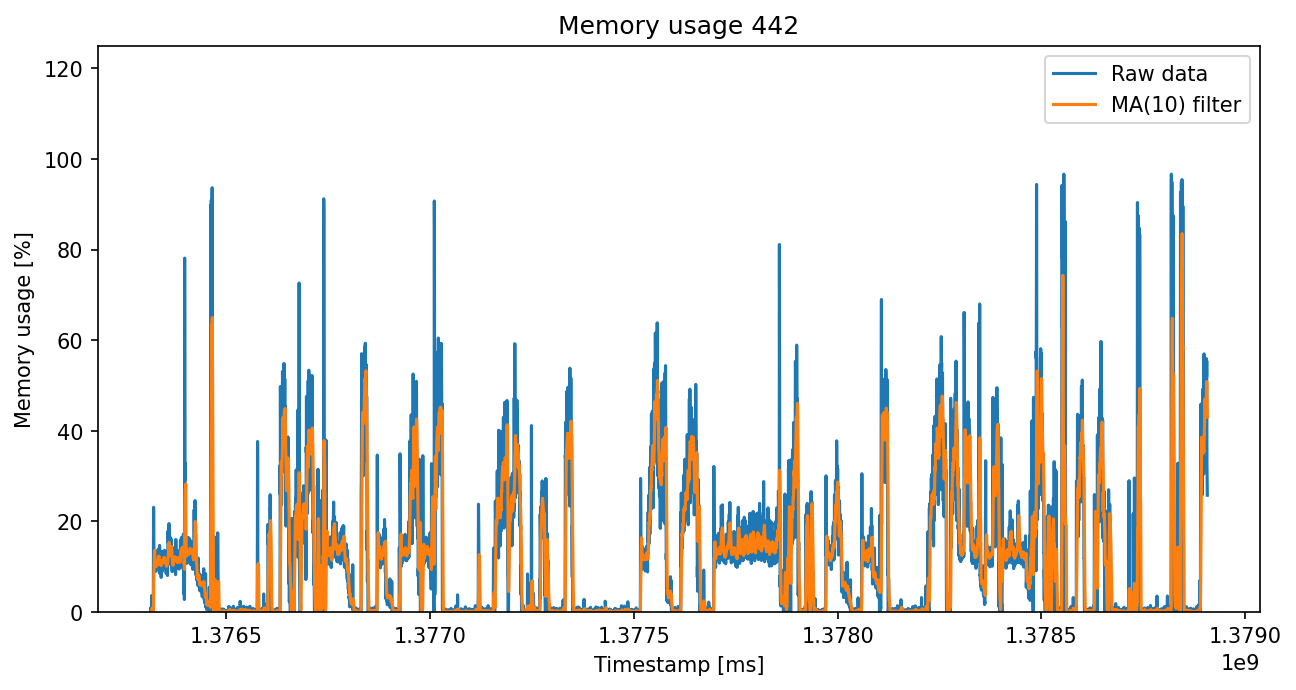 Memory usage 442
Raw data
MA(10) filter
Memory usage [%]
120
100
80
60
40
20
0
1.3765 1.3770 1.3775 1.3780 1.3785 1.3790
1e9
Timestamp [ms]